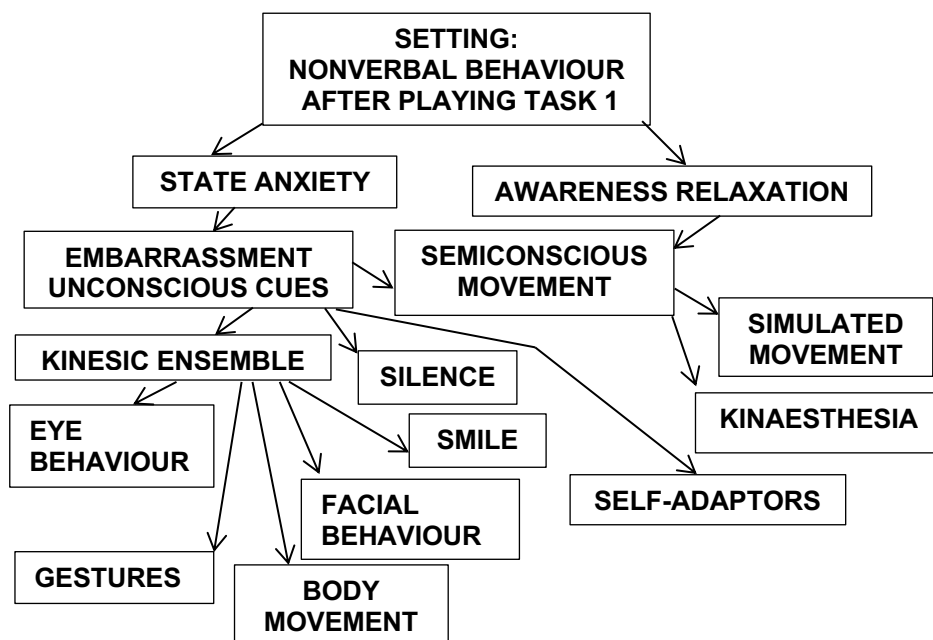 SETTING:
NONVERBAL BEHAVIOUR
AFTER PLAYING TASK 1
STATE ANXIETY
AWARENESS RELAXATION
EMBARRASSMENT
UNCONSCIOUS CUES
SEMICONSCIOUS
MOVEMENT
SIMULATED
MOVEMENT
KINESIC ENSEMBLE
SILENCE
KINAESTHESIA
EYE
BEHAVIOUR
SMILE
SELF-ADAPTORS
FACIAL
BEHAVIOUR
GESTURES
BODY
MOVEMENT